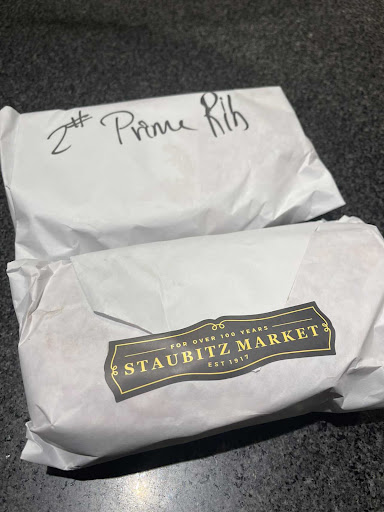 2# Prime Rib
FOR OVER 100 YEARS
STAUBITZ MARKET
EST 1917